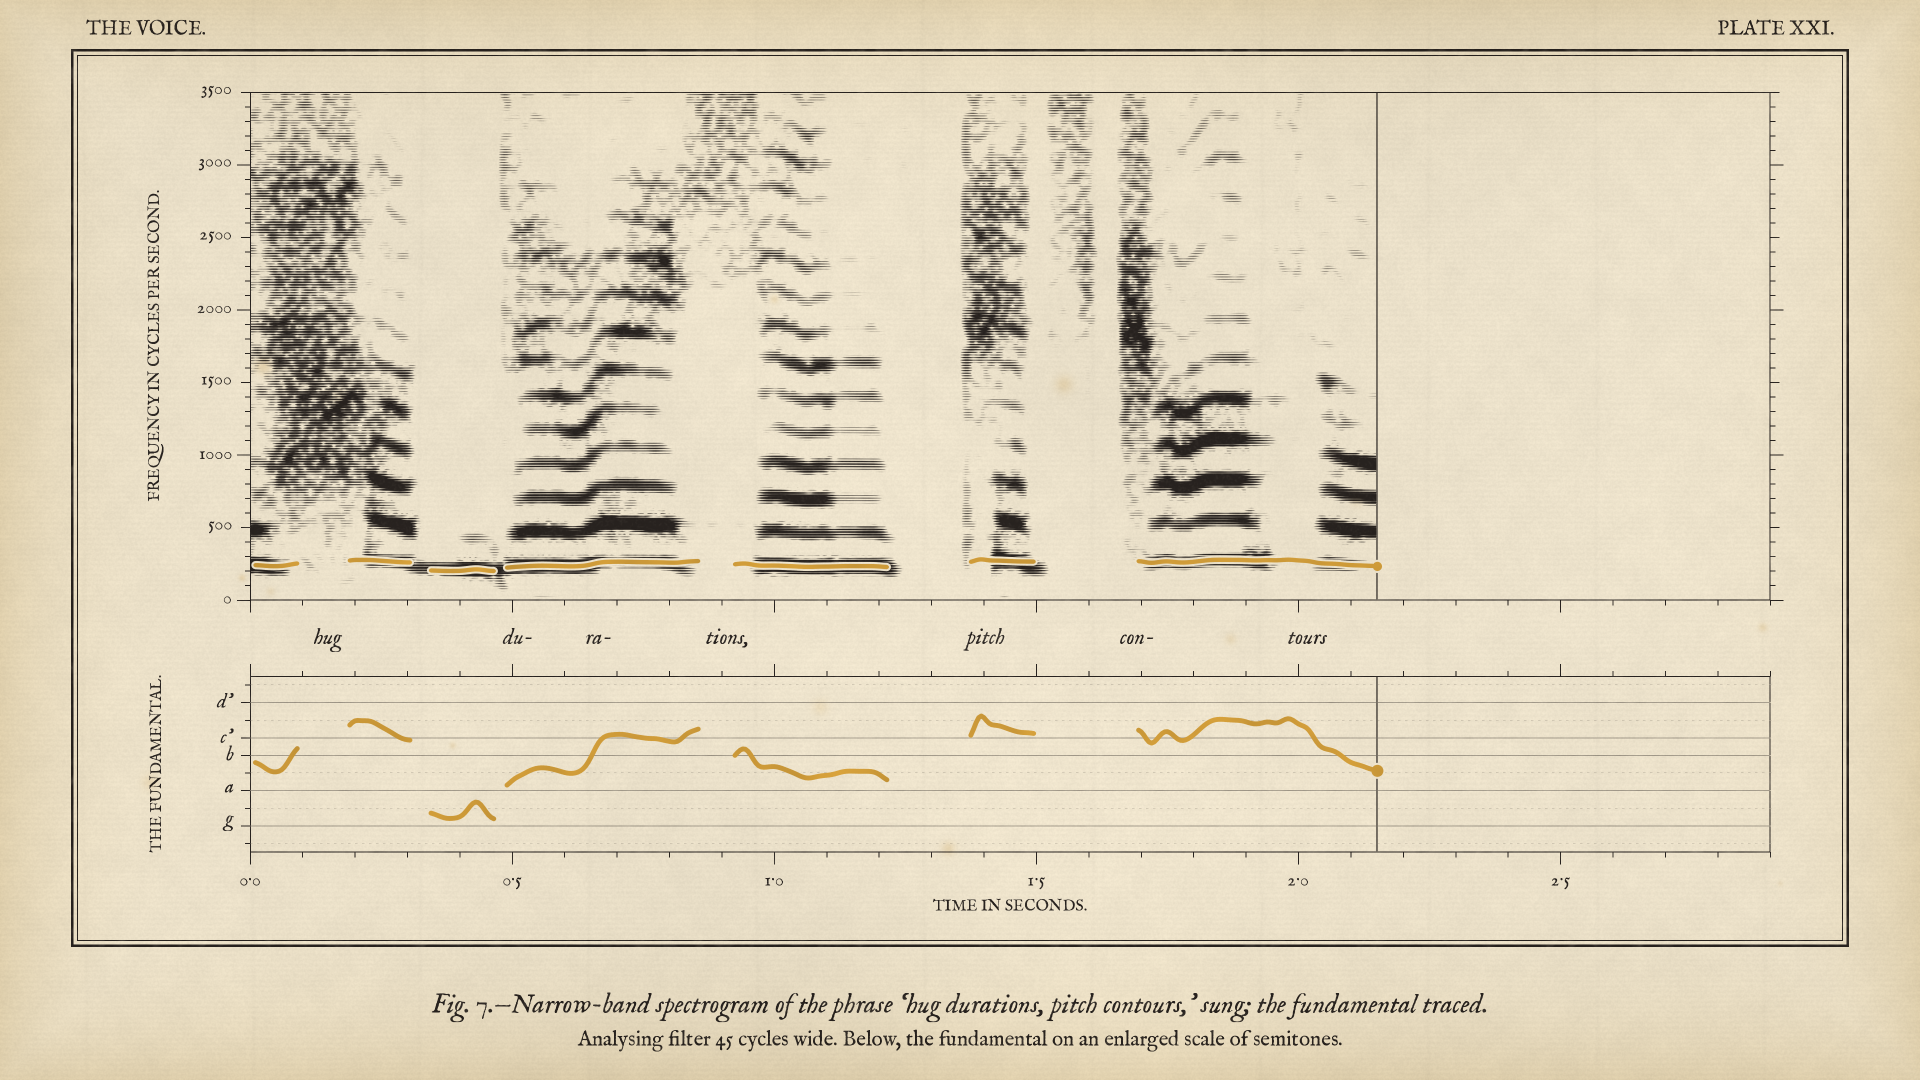 THE VOICE.
PLATE XXI.
FREQUENCY IN CYCLES PER SECOND.
3500
3000
2500
2000
1500
1000
500
0
hug du- ra- tions, pitch con- tours
THE FUNDAMENTAL.
d’
c’
b
a
g
0·0 0·5 1·0 1·5 2·0 2·5
TIME IN SECONDS.
Fig. 7.—Narrow-band spectrogram of the phrase ‘hug durations, pitch contours,’ sung; the fundamental traced.
Analysing filter 45 cycles wide. Below, the fundamental on an enlarged scale of semitones.